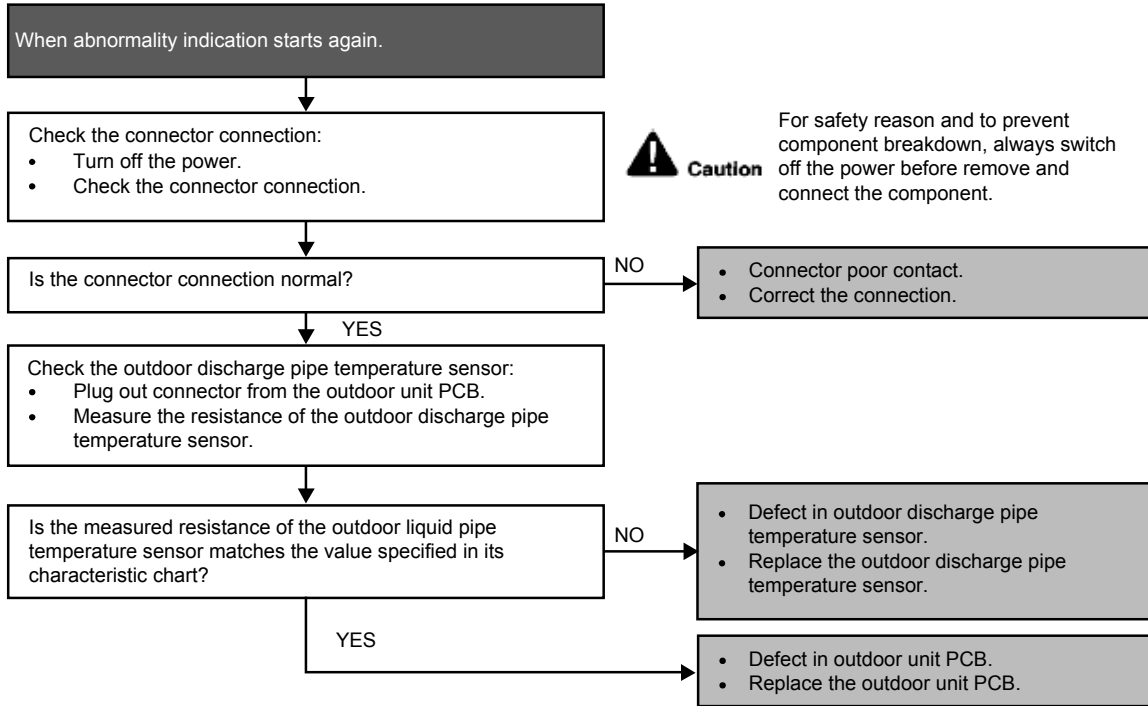 When abnormality indication starts again.
Check the connector connection:
• Turn off the power.
• Check the connector connection.
Caution
For safety reason and to prevent
component breakdown, always switch
off the power before remove and
connect the component.
Is the connector connection normal?
NO
• Connector poor contact.
• Correct the connection.
YES
Check the outdoor discharge pipe temperature sensor:
• Plug out connector from the outdoor unit PCB.
• Measure the resistance of the outdoor discharge pipe
temperature sensor.
Is the measured resistance of the outdoor liquid pipe
temperature sensor matches the value specified in its
characteristic chart?
NO
• Defect in outdoor discharge pipe
temperature sensor.
• Replace the outdoor discharge pipe
temperature sensor.
YES
• Defect in outdoor unit PCB.
• Replace the outdoor unit PCB.